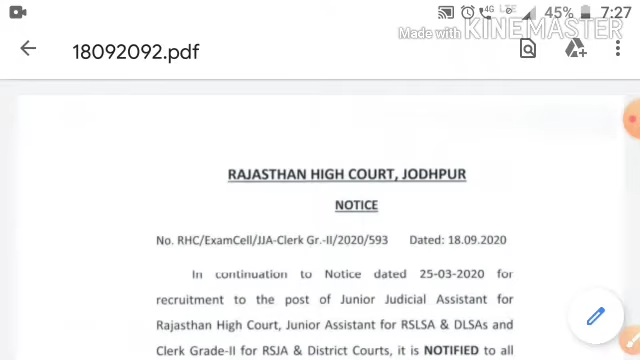 4G LTE 45% 7:27
Made with KINEMASTER
18092092.pdf
RAJASTHAN HIGH COURT, JODHPUR
NOTICE
No. RHC/ExamCell/JJA-Clerk Gr.-II/2020/593 Dated: 18.09.2020
In continuation to Notice dated 25-03-2020 for
recruitment to the post of Junior Judicial Assistant for
Rajasthan High Court, Junior Assistant for RSLSA & DLSAs and
Clerk Grade-II for RSJA & District Courts, it is NOTIFIED to all